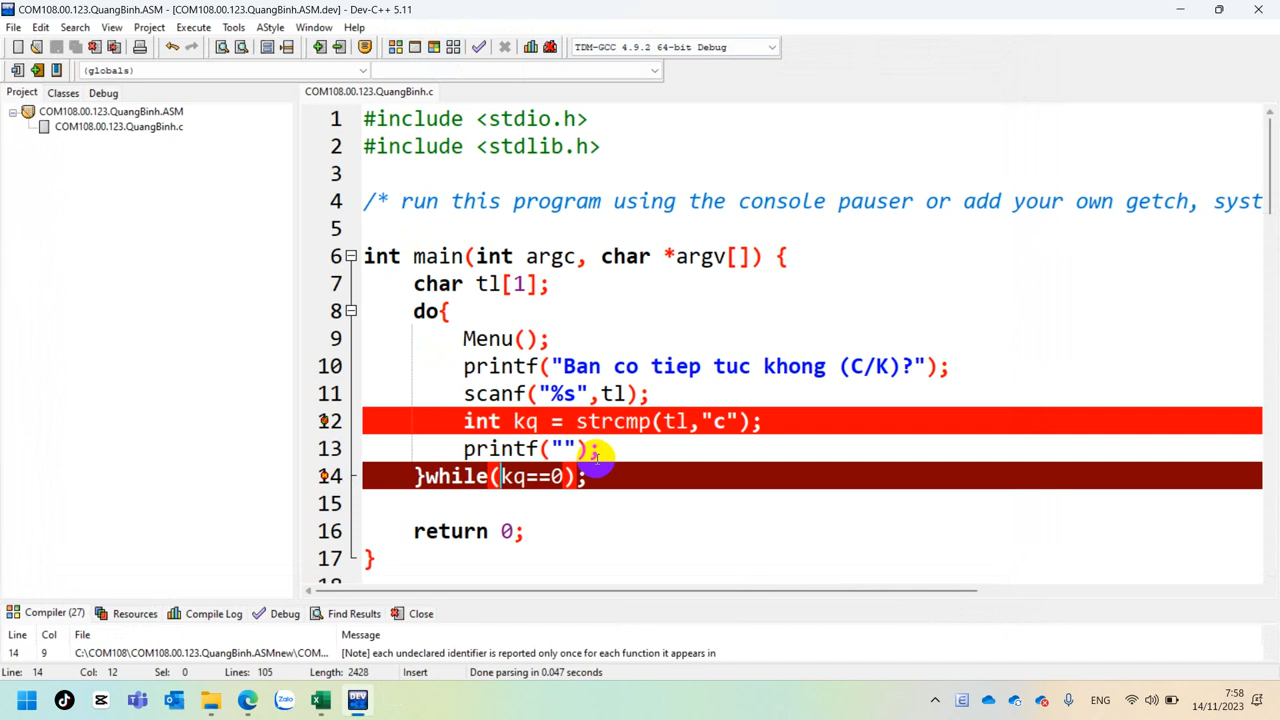 COM108.00.123.QuangBinh.ASM - [COM108.00.123.QuangBinh.ASM.dev] - Dev-C++ 5.11
File Edit Search View Project Execute Tools AStyle Window Help
TDM-GCC 4.9.2 64-bit Debug
(globals)
Project Classes Debug
COM108.00.123.QuangBinh.c
COM108.00.123.QuangBinh.ASM
COM108.00.123.QuangBinh.c
1 #include <stdio.h>
2 #include <stdlib.h>
3
4 /* run this program using the console pauser or add your own getch, syst
5
6 int main(int argc, char *argv[]) {
7 char tl[1];
8 do{
9 Menu();
10 printf("Ban co tiep tuc khong (C/K)?");
11 scanf("%s",tl);
12 int kq = strcmp(tl,"c");
13 printf("");
14 }while(kq==0);
15
16 return 0;
17 }
18
Compiler (27) Resources Compile Log Debug Find Results Close
Line Col File Message
14 9 C:\COM108\COM108.00.123.QuangBinh.ASMnew\COM... [Note] each undeclared identifier is reported only once for each function it appears in
Line: 14 Col: 12 Sel: 0 Lines: 105 Length: 2428 Insert Done parsing in 0.047 seconds
Zalo
DEV
ENG
7:58
14/11/2023